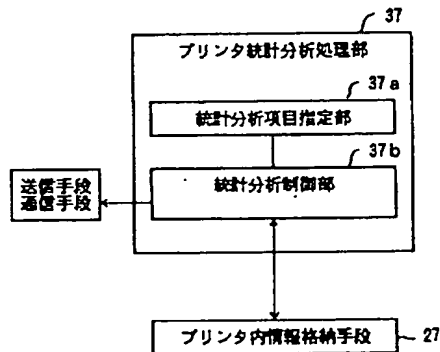 37
プリンタ統計分析処理部
37a
統計分析項目指定部
37b
統計分析制御部
送信手段
通信手段
プリンタ内情報格納手段
27